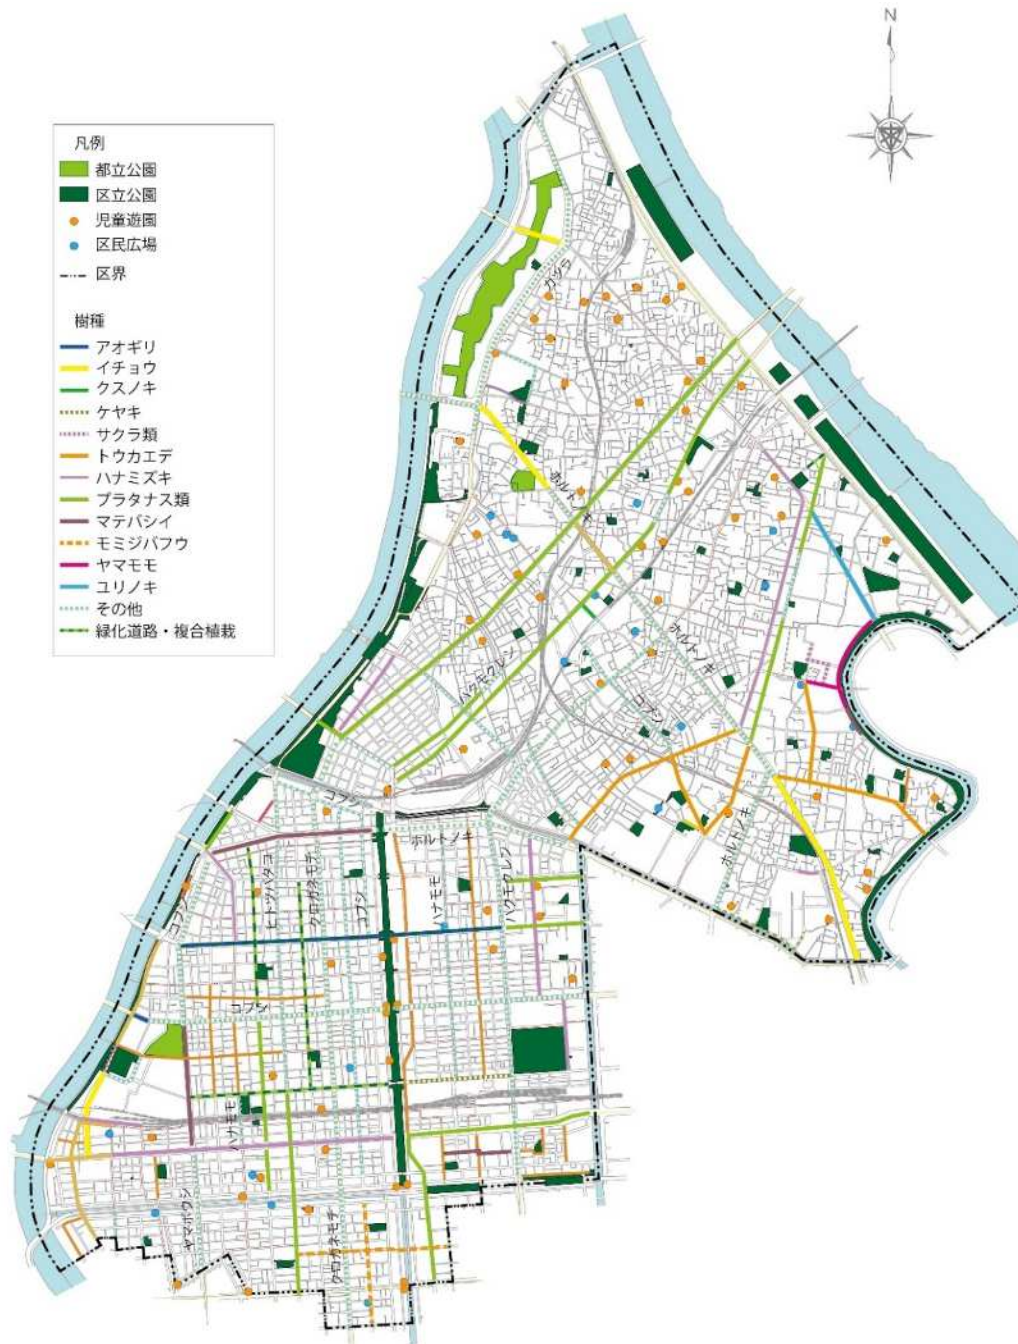 N
凡例
都立公園
区立公園
児童遊園
区民広場
区界
樹種
アオギリ
イチョウ
クスノキ
ケヤキ
サクラ類
トウカエデ
ハナミズキ
プラタナス類
マテバシイ
モミジバフウ
ヤマモモ
ユリノキ
その他
緑化道路・複合植栽
カツラ
ホルトノキ
ホルトノキ
ハクモクレン
コブシ
コブシ
ホルトノキ
ホルトノキ
コブシ
ヒトツバタゴ
クロガネモチ
コブシ
ハナモモ
ハクモクレン
コブシ
ハナモモ
ヤマボウシ
クロガネモチ